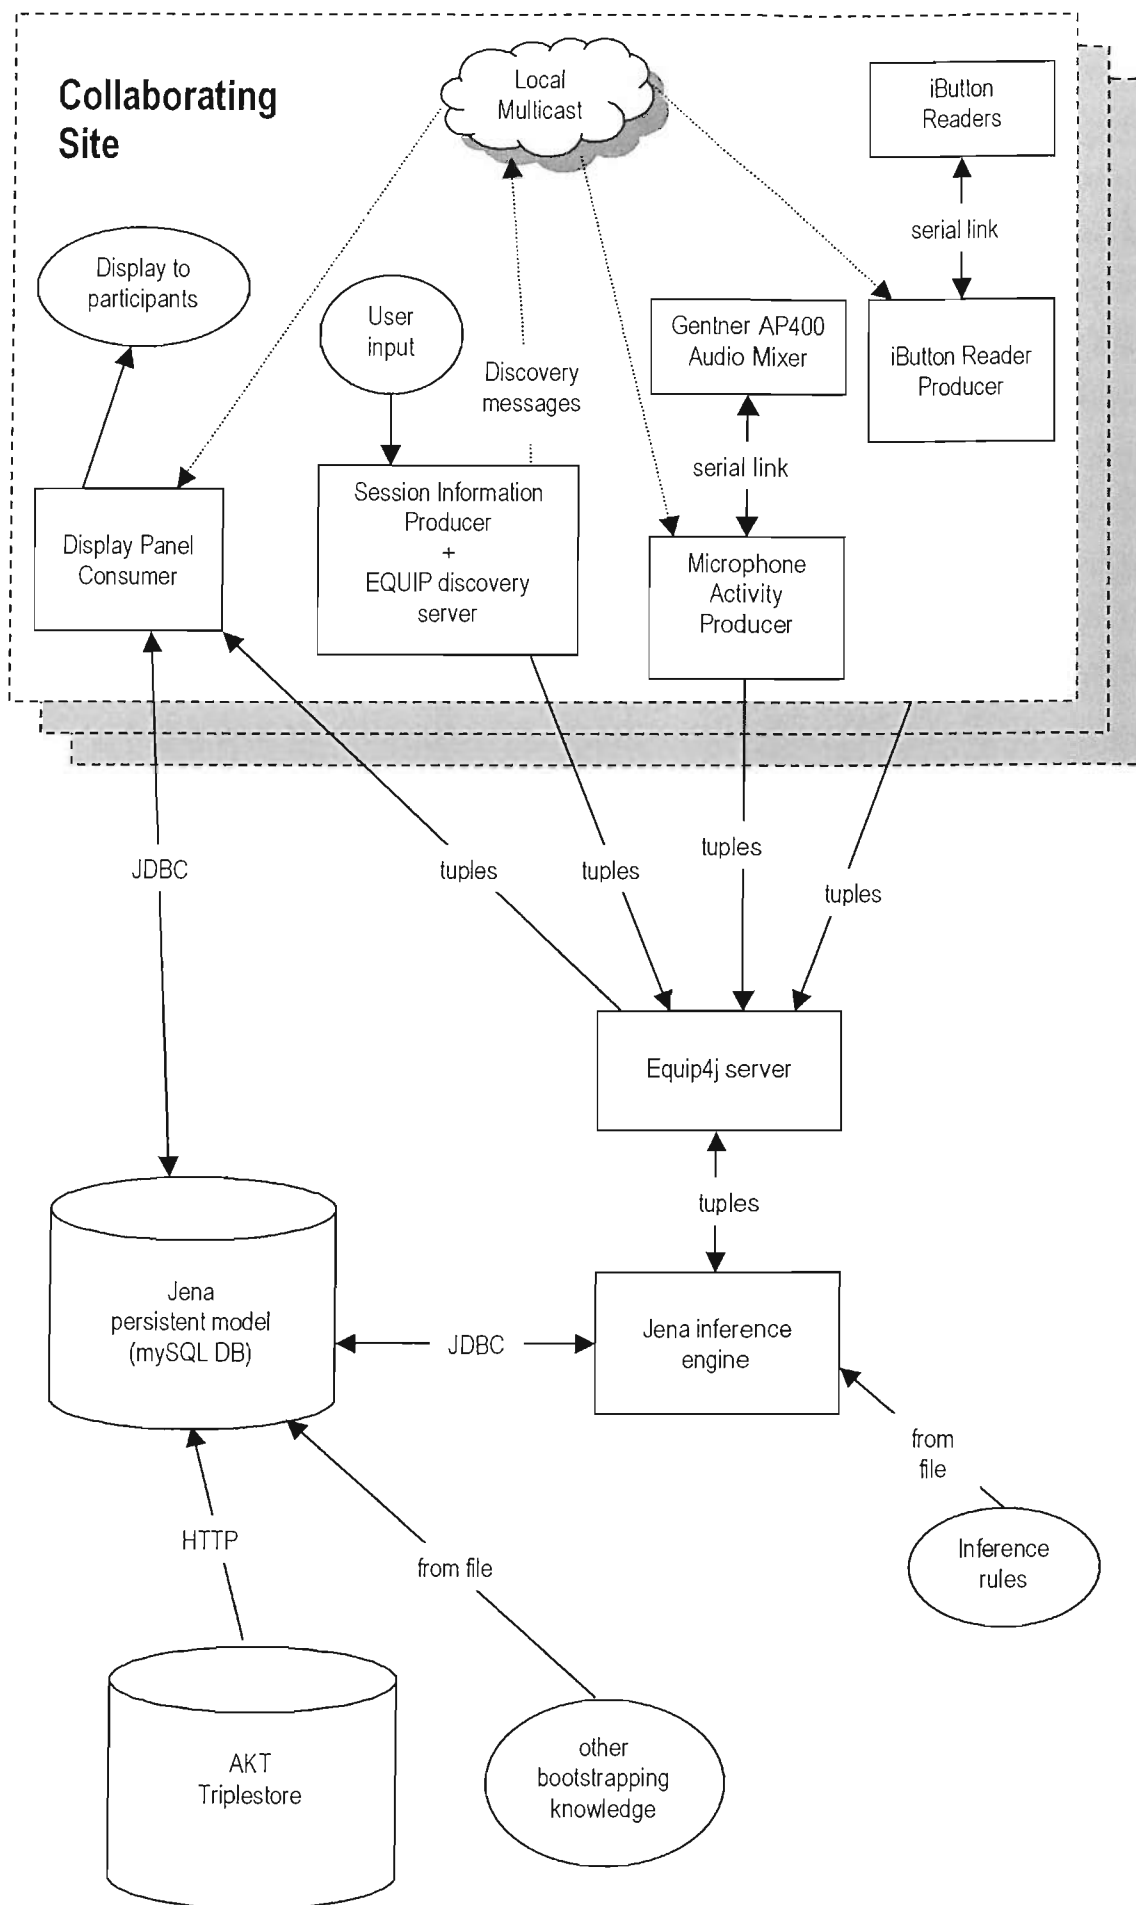 Collaborating
Site
Local
Multicast
iButton
Readers
serial link
Display to
participants
User
input
Discovery
messages
Gentner AP400
Audio Mixer
iButton Reader
Producer
serial link
Display Panel
Consumer
Session Information
Producer
+
EQUIP discovery
server
Microphone
Activity
Producer
JDBC
tuples
tuples
tuples
tuples
Equip4j server
tuples
Jena
persistent model
(mySQL DB)
JDBC
Jena inference
engine
from
file
HTTP
from file
Inference
rules
AKT
Triplestore
other
bootstrapping
knowledge